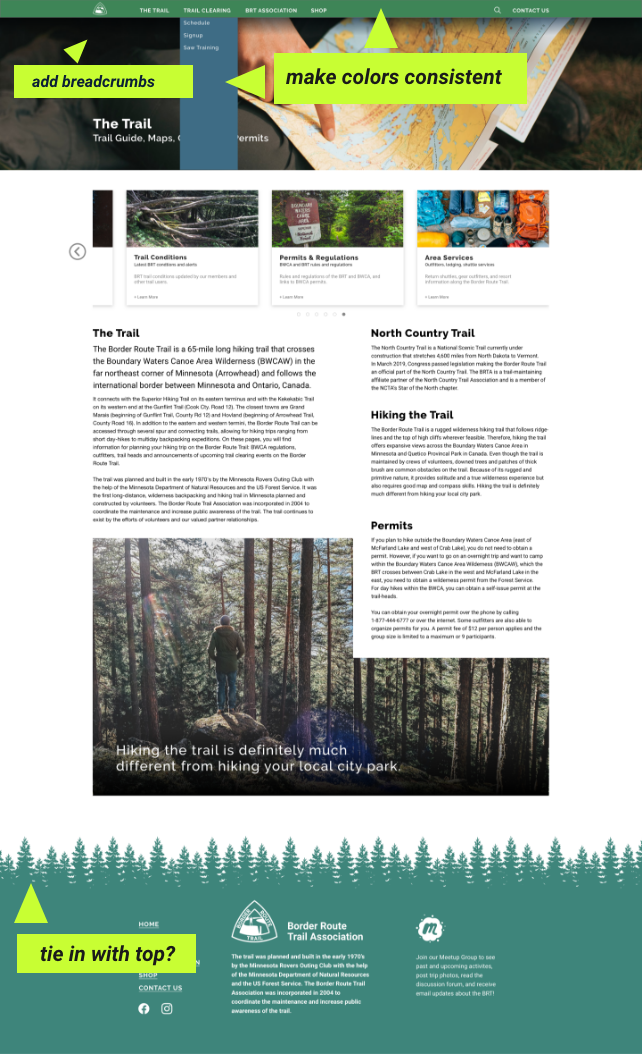 THE TRAIL TRAIL CLEARING BRT ASSOCIATION SHOP CONTACT US
Schedule
Signup
Saw Training
add breadcrumbs
make colors consistent
The Trail
Trail Guide, Maps, ermits
BOUNDARY
WATERS
CANOE
AREA
Trail Conditions
Latest BRT conditions and alerts
BRT trail conditions updated by our members and
other trail users.
+ Learn More
Permits & Regulations
BWCA and BRT rules and regulations
Rules and regulations of the BRT and BWCA, and
links to BWCA permits.
+ Learn More
Area Services
Outfitters, lodging, shuttle services
Return shuttles, gear outfitters, and resort
information along the Border Route Trail.
+ Learn More
The Trail
The Border Route Trail is a 65-mile long hiking trail that crosses
the Boundary Waters Canoe Area Wilderness (BWCAW) in the
far northeast corner of Minnesota (Arrowhead) and follows the
international border between Minnesota and Ontario, Canada.
It connects with the Superior Hiking Trail on its eastern terminus and with the Kekekabic Trail
on its western end at the Gunflint Trail (Cook Cty. Road 12). The closest towns are Grand
Marais (beginning of Gunflint Trail, County Rd 12) and Hovland (beginning of Arrowhead Trail,
County Road 16). In addition to the eastern and western termini, the Border Route Trail can be
accessed through several spur and connecting trails, allowing for hiking trips ranging from
short day-hikes to multiday backpacking expeditions. On these pages, you will find
information for planning your hiking trip on the Border Route Trail: BWCA regulations,
outfitters, trail heads and announcements of upcoming trail clearing events on the Border
Route Trail.
The trail was planned and built in the early 1970's by the Minnesota Rovers Outing Club with
the help of the Minnesota Department of Natural Resources and the US Forest Service. It was
the first long-distance, wilderness backpacking and hiking trail in Minnesota planned and
constructed by volunteers. The Border Route Trail Association was incorporated in 2004 to
coordinate the maintenance and increase public awareness of the trail. The trail continues to
exist by the efforts of volunteers and our valued partner relationships.
North Country Trail
The North Country Trail is a National Scenic Trail currently under
construction that stretches 4,600 miles from North Dakota to Vermont.
In March 2019, Congress passed legislation making the Border Route Trail
an official part of the North Country Trail. The BRTA is a trail-maintaining
affiliate partner of the North Country Trail Association and is a member of
the NCTA's Star of the North chapter.
Hiking the Trail
The Border Route Trail is a rugged wilderness hiking trail that follows ridge-
lines and the top of high cliffs wherever feasible. Therefore, hiking the trail
offers expansive views across the Boundary Waters Canoe Area in
Minnesota and Quetico Provincial Park in Canada. Even though the trail is
maintained by crews of volunteers, downed trees and patches of thick
brush are common obstacles on the trail. Because of its rugged and
primitive nature, it provides solitude and a true wilderness experience but
also requires good map and compass skills. Hiking the trail is definitely
much different from hiking your local city park.
Permits
If you plan to hike outside the Boundary Waters Canoe Area (east of
McFarland Lake and west of Crab Lake), you do not need to obtain a
permit. However, if you want to go on an overnight trip and want to camp
within the Boundary Waters Canoe Area Wilderness (BWCAW), which the
BRT crosses between Crab Lake in the west and McFarland Lake in the
east, you need to obtain a wilderness permit from the Forest Service.
For day hikes within the BWCA, you can obtain a self-issue permit at the
trail-heads.
You can obtain your overnight permit over the phone by calling
1-877-444-6777 or over the internet. Some outfitters are also able to
organize permits for you. A permit fee of $12 per person applies and the
group size is limited to a maximum or 9 participants.
Hiking the trail is definitely much
different from hiking your local city park.
HOME
tie in with top?
N
SHOP
CONTACT US
BORDER ROUTE
TRAIL
Border Route
Trail Association
The trail was planned and built in the early 1970's
by the Minnesota Rovers Outing Club with the help
of the Minnesota Department of Natural Resources
and the US Forest Service. The Border Route Trail
Association was incorporated in 2004 to
coordinate the maintenance and increase public
awareness of the trail.
m
Join our Meetup Group to see
past and upcoming activites,
post trip photos, read the
discussion forum, and receive
email updates about the BRT!